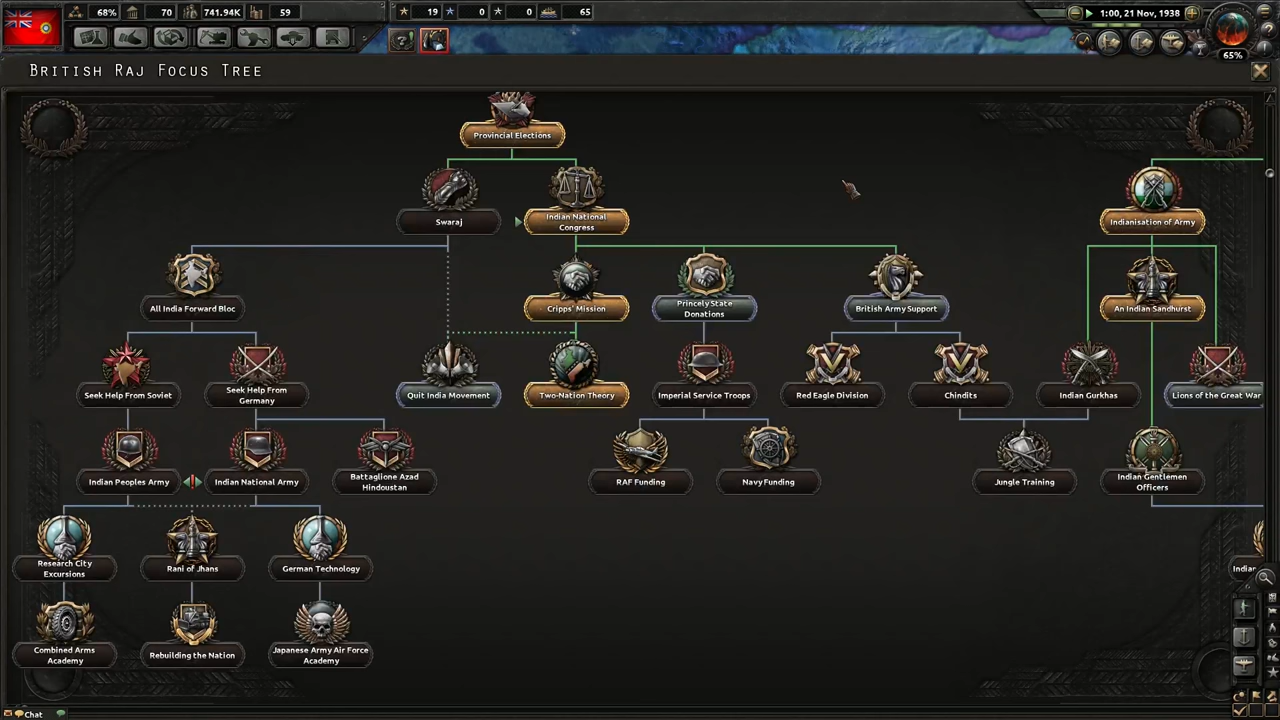 68%
70
741.94K
59
19
0
0
65
1:00, 21 Nov, 1938
65%
British Raj Focus Tree
Provincial Elections
Swaraj
Indian National
Congress
Indianisation of Army
All India Forward Bloc
Cripps' Mission
Princely State
Donations
British Army Support
An Indian Sandhurst
Seek Help From Soviet
Seek Help From
Germany
Quit India Movement
Two-Nation Theory
Imperial Service Troops
Red Eagle Division
Chindits
Indian Gurkhas
Lions of the Great War
Indian Peoples Army
Indian National Army
Battaglione Azad
Hindoustan
RAF Funding
Navy Funding
Jungle Training
Indian Gentlemen
Officers
Research City
Excursions
Rani of Jhans
German Technology
Indian
Combined Arms
Academy
Rebuilding the Nation
Japanese Army Air Force
Academy
Chat